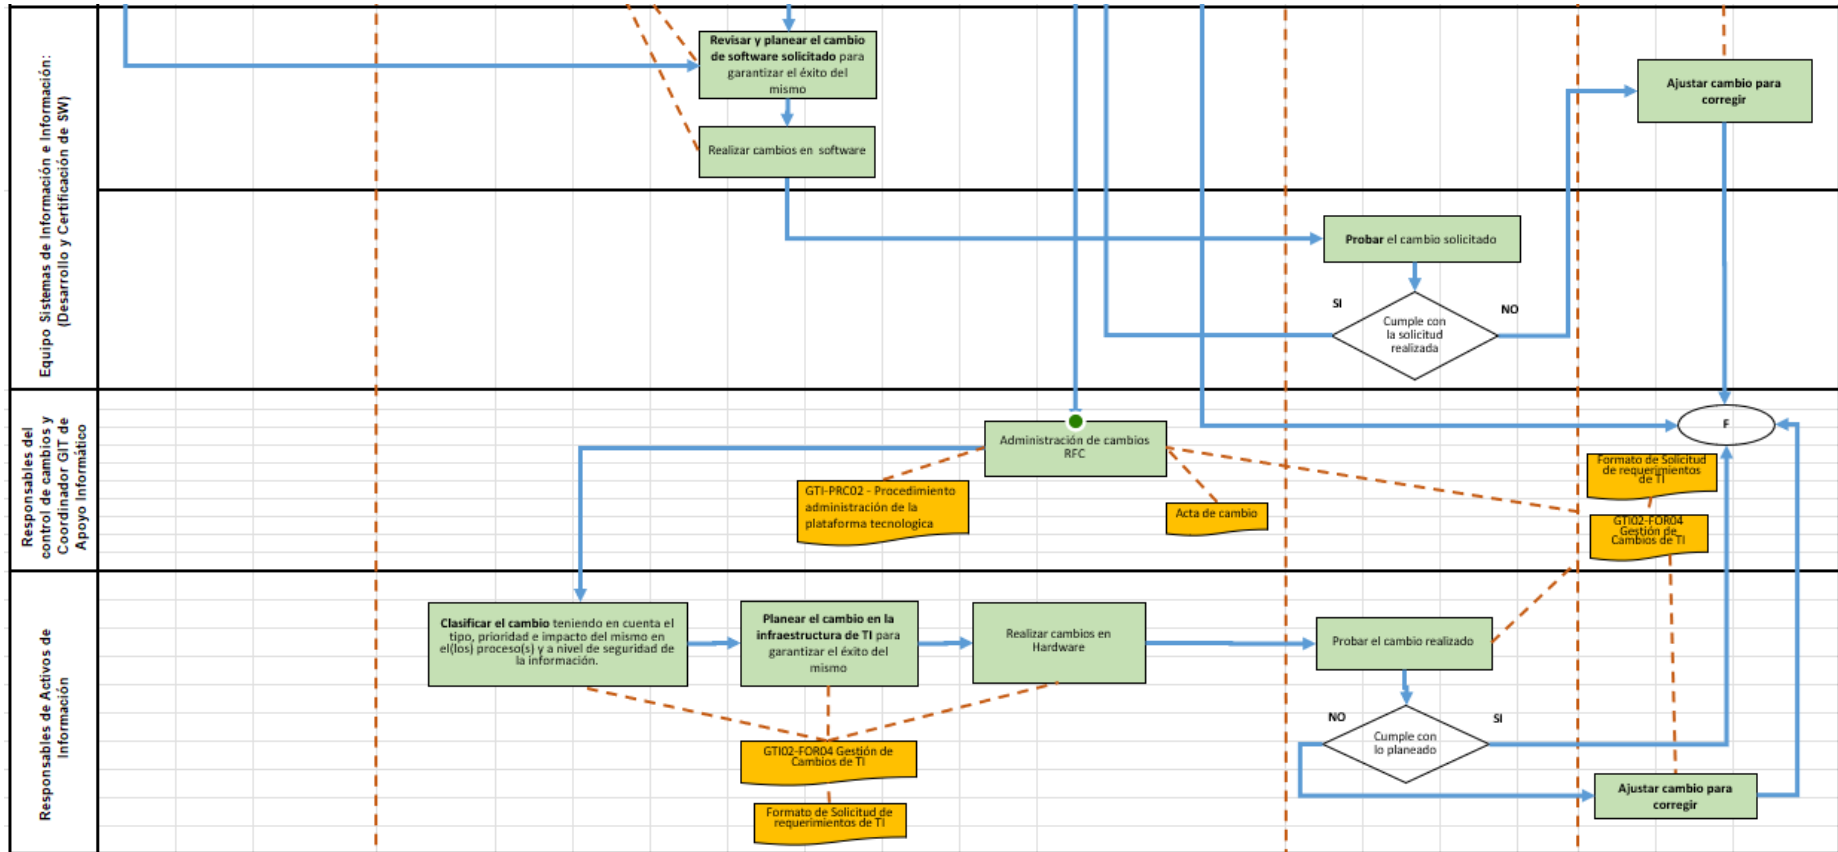 Equipo Sistemas de Información e Información:
(Desarrollo y Certificación de SW)
Revisar y planear el cambio
de software solicitado para
garantizar el éxito del
mismo
Realizar cambios en software
Ajustar cambio para
corregir
Probar el cambio solicitado
SI
NO
Cumple con
la solicitud
realizada
Responsables del
control de cambios y
Coordinador GIT de
Apoyo Informático
Administración de cambios
RFC
F
GTI-PRC02 - Procedimiento
administración de la
plataforma tecnologica
Acta de cambio
Formato de Solicitud
de requerimientos
de TI
GTI02-FOR04
Gestión de
Cambios de TI
Responsables de Activos de
Información
Clasificar el cambio teniendo en cuenta el
tipo, prioridad e impacto del mismo en
el(los) proceso(s) y a nivel de seguridad de
la información.
Planear el cambio en la
infraestructura de TI para
garantizar el éxito del
mismo
Realizar cambios en
Hardware
Probar el cambio realizado
NO
SI
Cumple con
lo planeado
GTI02-FOR04 Gestión de
Cambios de TI
Formato de Solicitud de
requerimientos de TI
Ajustar cambio para
corregir